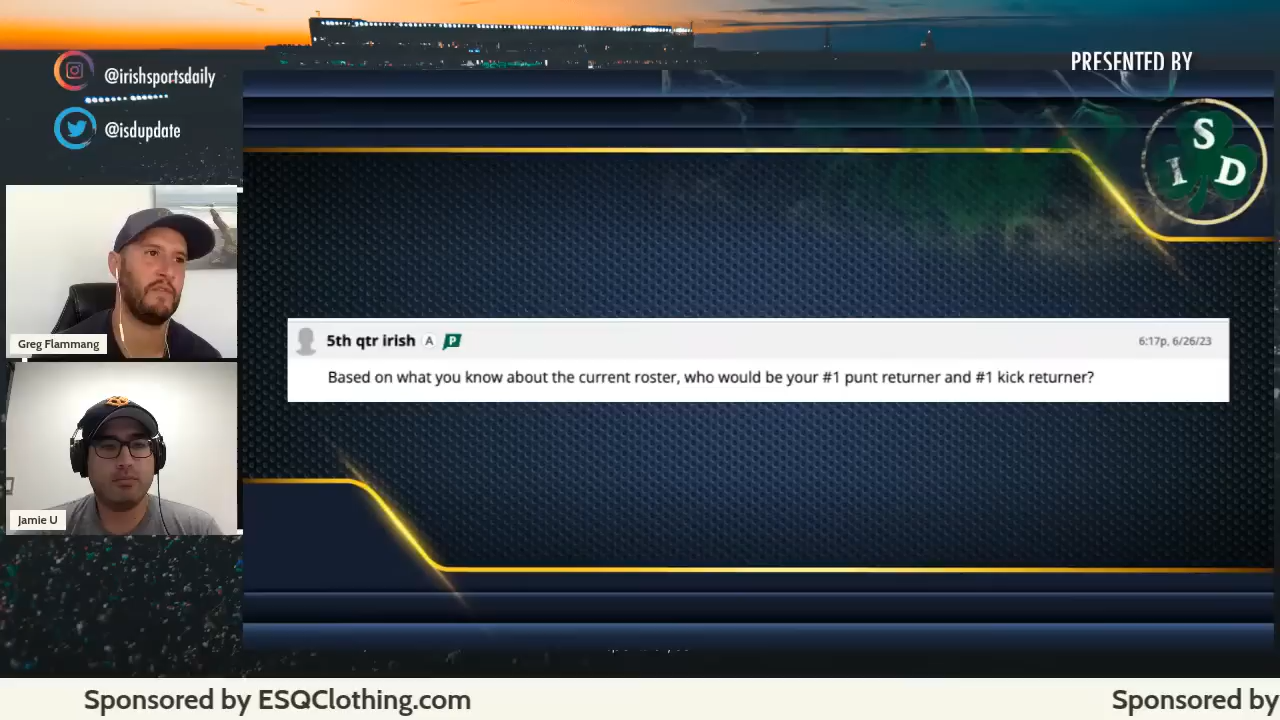 @irishsportsdaily
@isdupdate
PRESENTED BY
I S D
Greg Flammang
Jamie U
5th qtr irish A P
6:17p, 6/26/23
Based on what you know about the current roster, who would be your #1 punt returner and #1 kick returner?
Sponsored by ESQClothing.com
Sponsored by